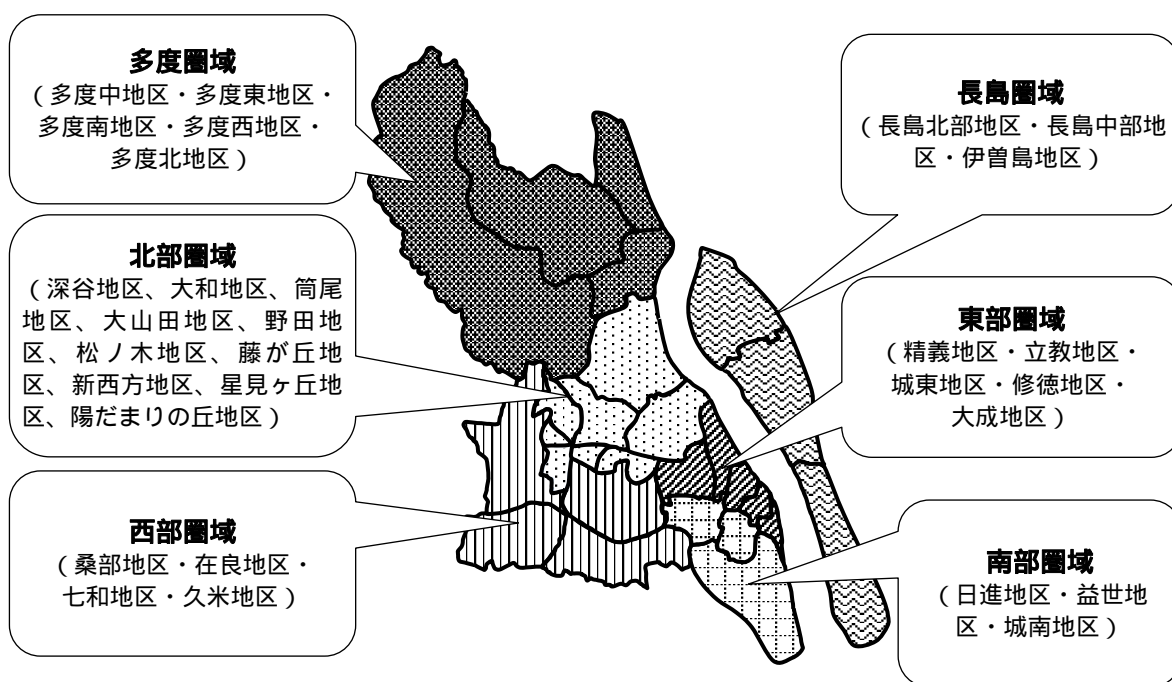 多度圏域
（多度中地区・多度東地区・
多度南地区・多度西地区・
多度北地区）
北部圏域
（深谷地区、大和地区、筒尾
地区、大山田地区、野田地
区、松ノ木地区、藤が丘地
区、新西方地区、星見ヶ丘地
区、陽だまりの丘地区）
西部圏域
（桑部地区・在良地区・
七和地区・久米地区）
長島圏域
（長島北部地区・長島中部地
区・伊曽島地区）
東部圏域
（精義地区・立教地区・
城東地区・修徳地区・
大成地区）
南部圏域
（日進地区・益世地
区・城南地区）